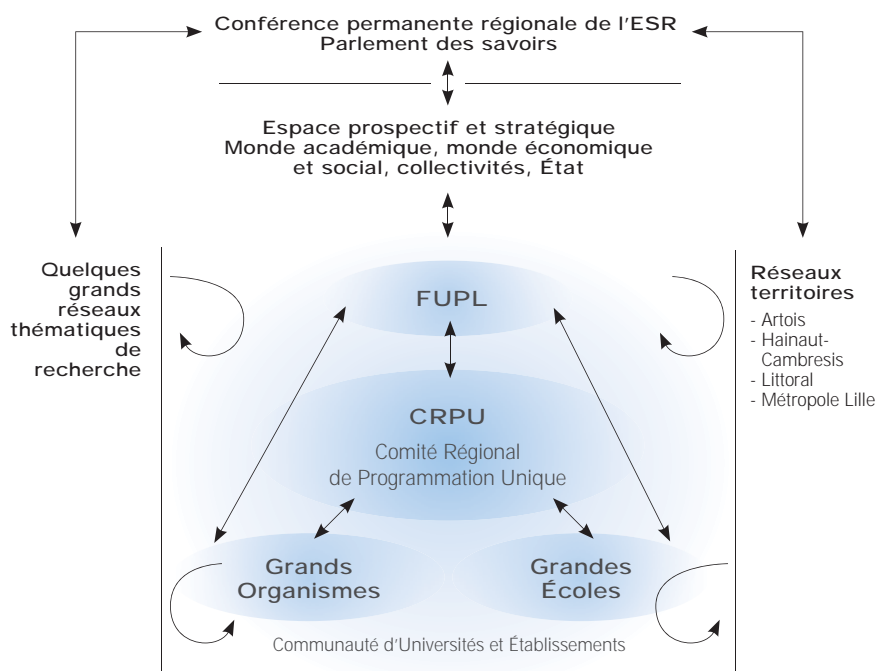 Conférence permanente régionale de l'ESR
Parlement des savoirs
Espace prospectif et stratégique
Monde académique, monde économique
et social, collectivités, État
Quelques
grands
réseaux
thématiques
de
recherche
FUPL
Réseaux
territoires
- Artois
- Hainaut-
Cambresis
- Littoral
- Métropole Lille
CRPU
Comité Régional
de Programmation Unique
Grands
Organismes
Grandes
Écoles
Communauté d'Universités et Établissements